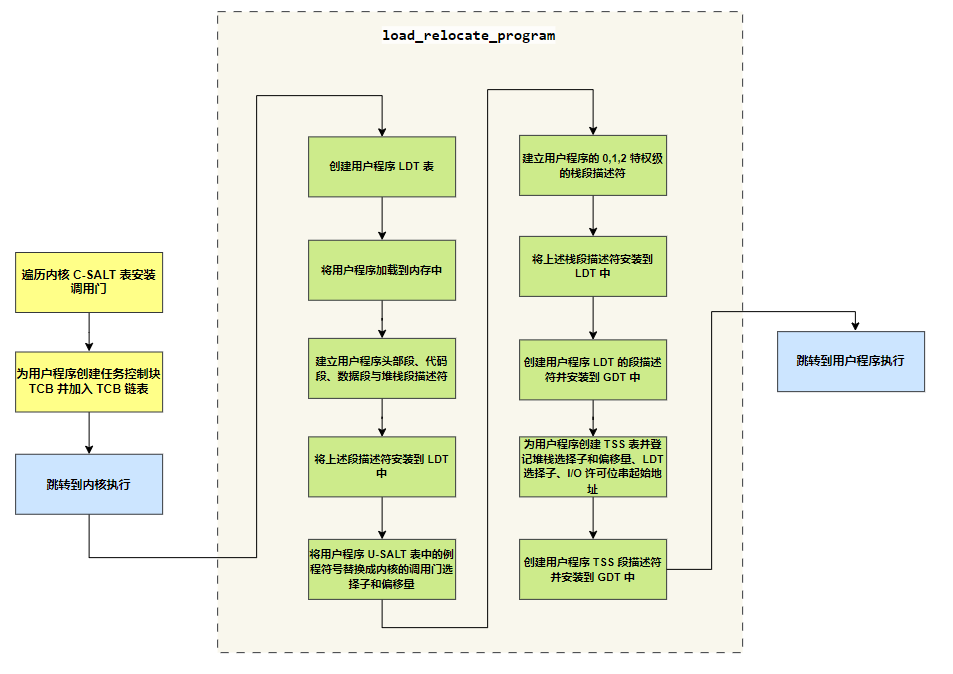 load_relocate_program
遍历内核 C-SALT 表安装
调用门
为用户程序创建任务控制块
TCB 并加入 TCB 链表
跳转到内核执行
创建用户程序 LDT 表
将用户程序加载到内存中
建立用户程序头部段、代码
段、数据段与堆栈段描述符
将上述段描述符安装到 LDT
中
将用户程序 U-SALT 表中的例
程符号替换成内核的调用门选
择子和偏移量
建立用户程序的 0,1,2 特权级
的栈段描述符
将上述栈段描述符安装到
LDT 中
创建用户程序 LDT 的段描述
符并安装到 GDT 中
为用户程序创建 TSS 表并登
记堆栈选择子和偏移量、LDT
选择子、I/O 许可位串起始地
址
创建用户程序 TSS 段描述符
并安装到 GDT 中
跳转到用户程序执行